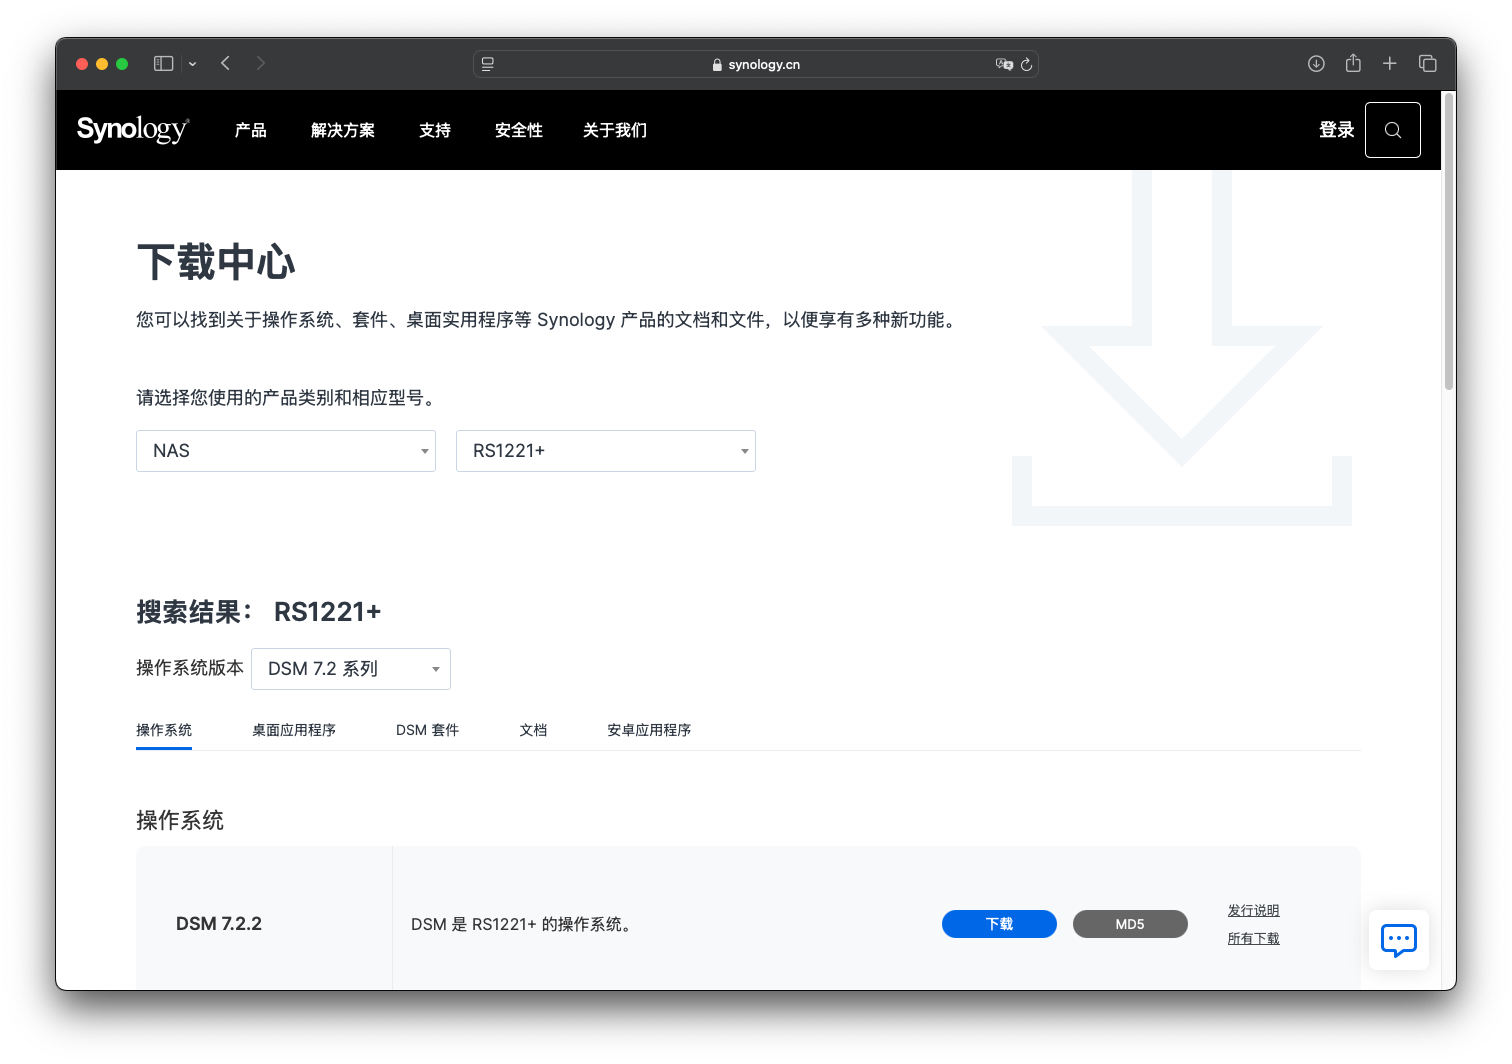 synology.cn
Synology®
产品
解决方案
支持
安全性
关于我们
登录
下载中心
您可以找到关于操作系统、套件、桌面实用程序等 Synology 产品的文档和文件，以便享有多种新功能。
请选择您使用的产品类别和相应型号。
NAS
RS1221+
搜索结果： RS1221+
操作系统版本
DSM 7.2 系列
操作系统
桌面应用程序
DSM 套件
文档
安卓应用程序
操作系统
DSM 7.2.2
DSM 是 RS1221+ 的操作系统。
下载
MD5
发行说明
所有下载